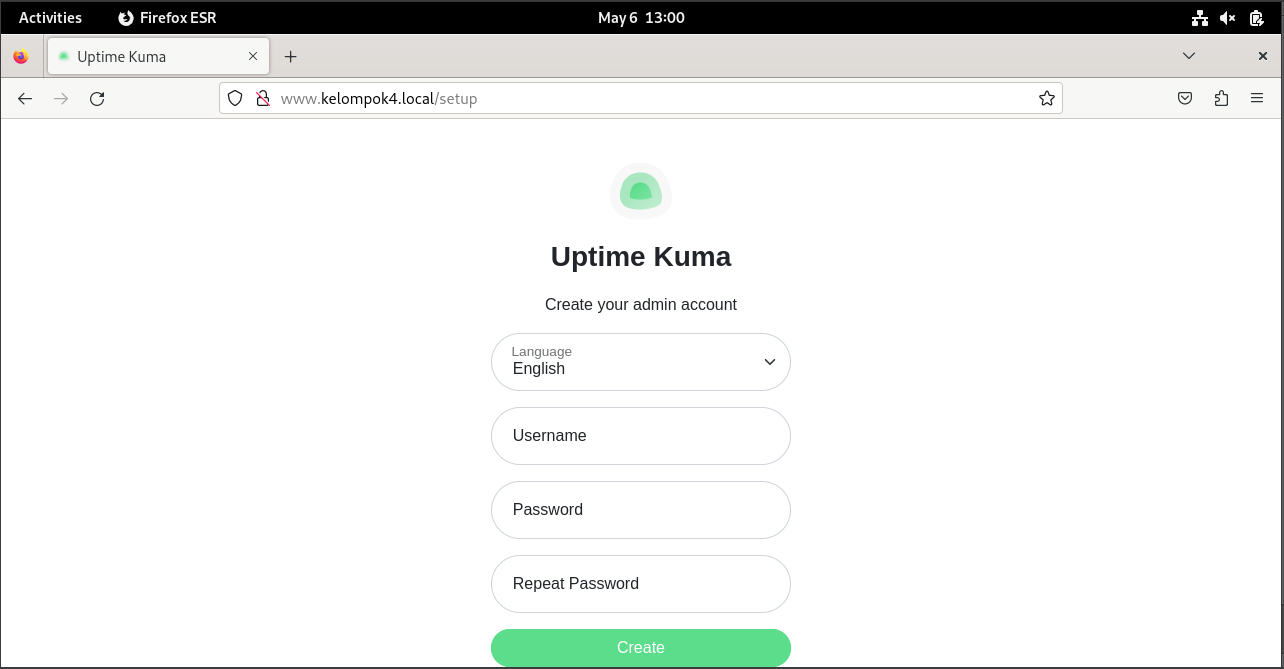 Activities Firefox ESR May 6 13:00
Uptime Kuma
www.kelompok4.local/setup
Uptime Kuma
Create your admin account
Language
English
Username
Password
Repeat Password
Create